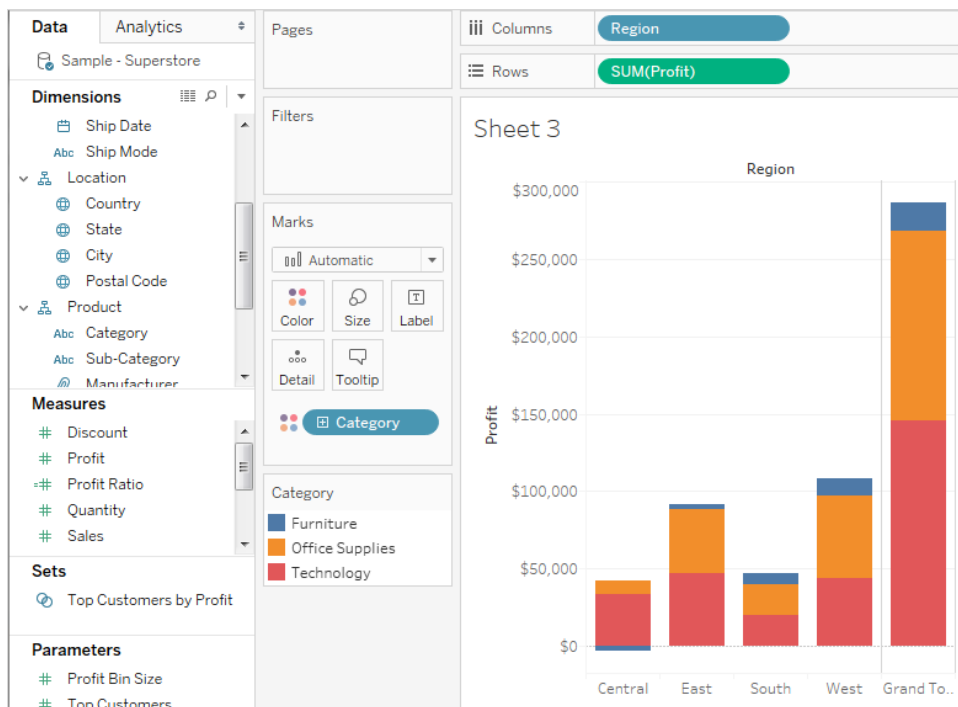 Data
Analytics
Sample - Superstore
Dimensions
Ship Date
Abc Ship Mode
Location
Country
State
City
Postal Code
Product
Abc Category
Abc Sub-Category
Manufacturer
Measures
# Discount
# Profit
=# Profit Ratio
# Quantity
# Sales
Sets
Top Customers by Profit
Parameters
# Profit Bin Size
# Top Customers
Pages
Filters
Marks
Automatic
Color
Size
T
Label
Detail
Tooltip
Category
Category
Furniture
Office Supplies
Technology
Columns
Region
Rows
SUM(Profit)
Sheet 3
Region
Profit
$300,000
$250,000
$200,000
$150,000
$100,000
$50,000
$0
Central East South West Grand To..